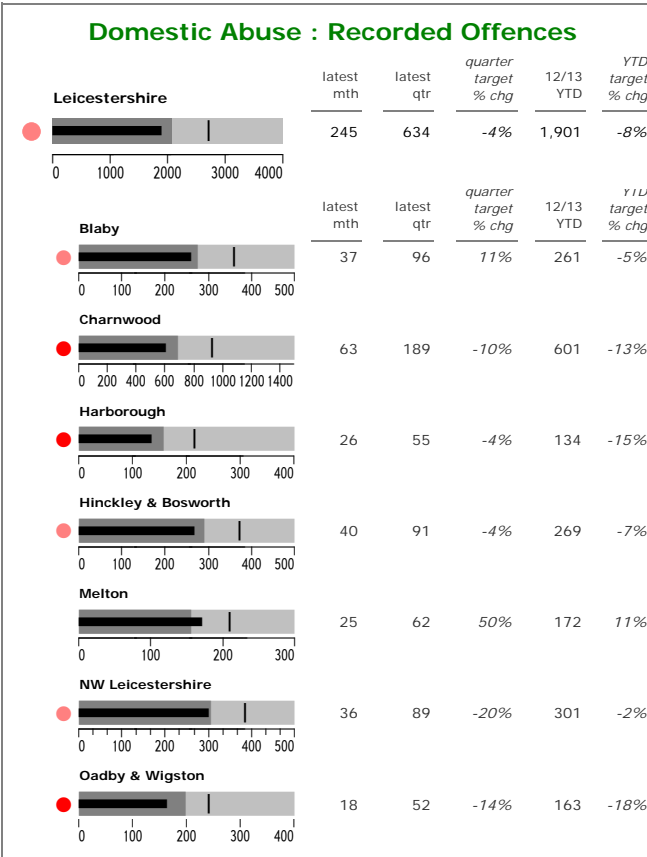 Domestic Abuse : Recorded Offences
latest mth latest qtr quarter target % chg 12/13 YTD YTD target % chg
Leicestershire
245 634 -4% 1,901 -8%
0 1000 2000 3000 4000
latest mth latest qtr quarter target % chg 12/13 YTD YTD target % chg
Blaby
37 96 11% 261 -5%
0 100 200 300 400 500
Charnwood
63 189 -10% 601 -13%
0 200 400 600 800 1000 1200 1400
Harborough
26 55 -4% 134 -15%
0 100 200 300 400
Hinckley & Bosworth
40 91 -4% 269 -7%
0 100 200 300 400 500
Melton
25 62 50% 172 11%
0 100 200 300
NW Leicestershire
36 89 -20% 301 -2%
0 100 200 300 400 500
Oadby & Wigston
18 52 -14% 163 -18%
0 100 200 300 400